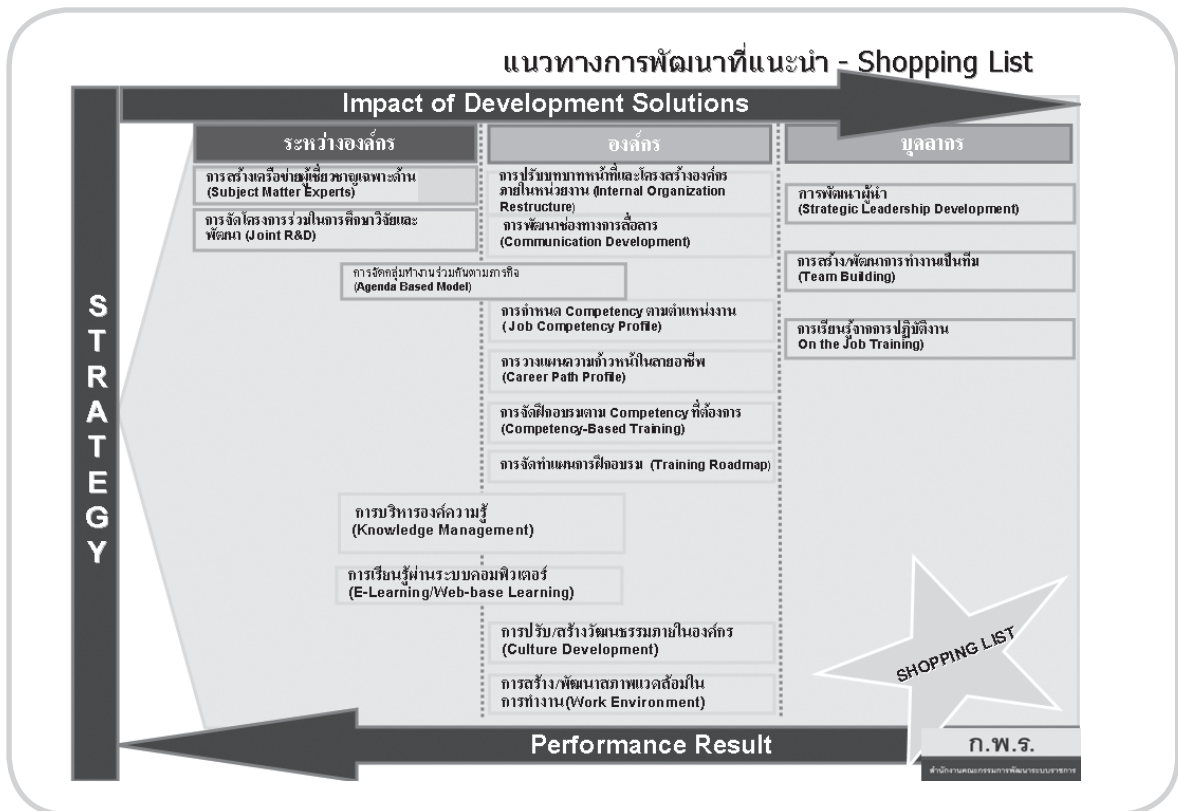 แนวทางการพัฒนาที่แนะนำ - Shopping List
Impact of Development Solutions
STRATEGY
ระหว่างองค์กร
การสร้างเครือข่ายผู้เชี่ยวชาญเฉพาะด้าน
(Subject Matter Experts)
การจัดโครงการร่วมในการศึกษาวิจัยและ
พัฒนา (Joint R&D)
การจัดกลุ่มทำงานร่วมกันตามภารกิจ
(Agenda Based Model)
องค์กร
การปรับบทบาทหน้าที่และโครงสร้างองค์กร
ภายในหน่วยงาน (Internal Organization
Restructure)
การพัฒนาช่องทางการสื่อสาร
(Communication Development)
การกำหนด Competency ตามตำแหน่งงาน
(Job Competency Profile)
การวางแผนความก้าวหน้าในสายอาชีพ
(Career Path Profile)
การจัดฝึกอบรมตาม Competency ที่ต้องการ
(Competency-Based Training)
การจัดทำแผนการฝึกอบรม (Training Roadmap)
การบริหารองค์ความรู้
(Knowledge Management)
การเรียนรู้ผ่านระบบคอมพิวเตอร์
(E-Learning/Web-base Learning)
การปรับ/สร้างวัฒนธรรมภายในองค์กร
(Culture Development)
การสร้าง/พัฒนาสภาพแวดล้อมใน
การทำงาน(Work Environment)
บุคลากร
การพัฒนาผู้นำ
(Strategic Leadership Development)
การสร้าง/พัฒนาการทำงานเป็นทีม
(Team Building)
การเรียนรู้จากการปฏิบัติงาน
On the Job Training)
SHOPPING LIST
Performance Result
ก.พ.ร.
สำนักงานคณะกรรมการพัฒนาระบบราชการ